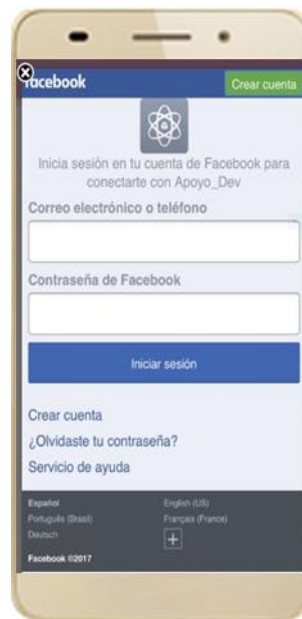 facebook
Crear cuenta
Inicia sesión en tu cuenta de Facebook para
conectarte con Apoyo_Dev
Correo electrónico o teléfono
Contraseña de Facebook
Iniciar sesión
Crear cuenta
¿Olvidaste tu contraseña?
Servicio de ayuda
Español English (US)
Português (Brasil) Français (France)
Deutsch
Facebook ©2017